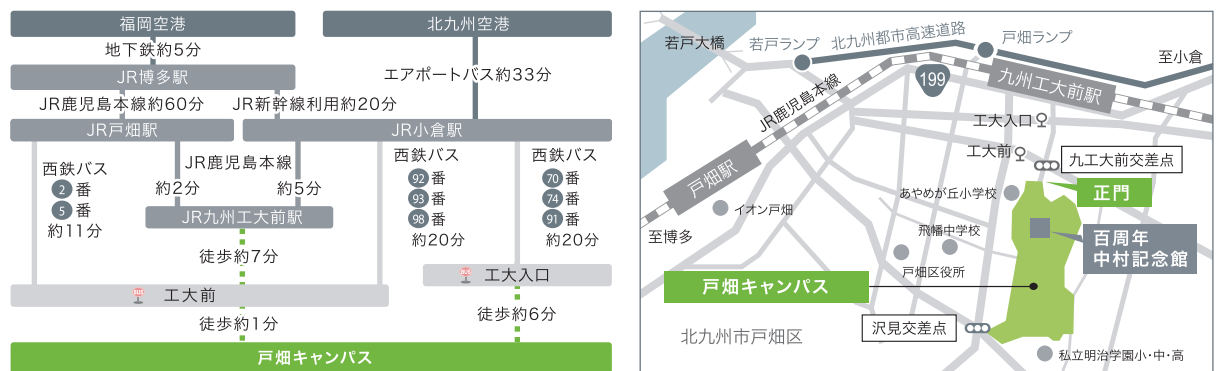 福岡空港
北九州空港
地下鉄約5分
JR博多駅
エアポートバス約33分
JR鹿児島本線約60分
JR新幹線利用約20分
JR戸畑駅
JR小倉駅
西鉄バス
2番
5番
約11分
JR鹿児島本線
約2分
約5分
西鉄バス
92番
93番
98番
約20分
西鉄バス
70番
74番
91番
約20分
JR九州工大前駅
徒歩約7分
BUS 工大入口
BUS 工大前
徒歩約6分
徒歩約1分
戸畑キャンパス
若戸大橋
若戸ランプ
北九州都市高速道路
戸畑ランプ
至小倉
199
九州工大前駅
JR鹿児島本線
工大入口
工大前
九工大前交差点
戸畑駅
あやめが丘小学校
正門
イオン戸畑
至博多
飛幡中学校
百周年
中村記念館
戸畑区役所
戸畑キャンパス
沢見交差点
北九州市戸畑区
私立明治学園小・中・高